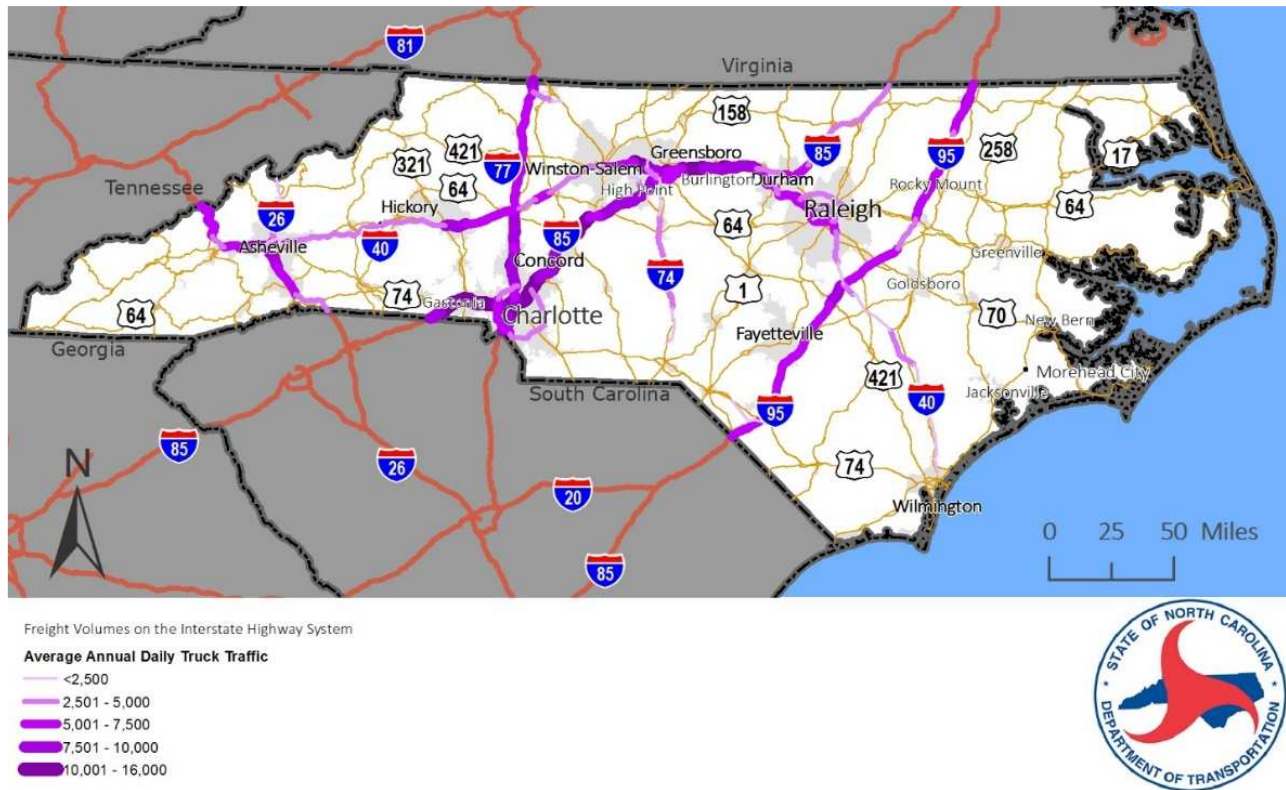 81
Virginia
158
421
321
Greensboro
85
95
258
17
77
Winston-Salem
64
High Point
Burlington
Durham
Rocky Mount
Tennessee
Hickory
64
Raleigh
64
26
40
85
Asheville
Concord
74
Greenville
Goldsboro
74
Gastonia
Charlotte
1
70
New Bern
64
Fayetteville
Georgia
421
Morehead City
South Carolina
95
40
Jacksonville
85
N
26
20
74
Wilmington
85
0 25 50 Miles
Freight Volumes on the Interstate Highway System
Average Annual Daily Truck Traffic
<2,500
2,501 - 5,000
5,001 - 7,500
7,501 - 10,000
10,001 - 16,000
STATE OF NORTH CAROLINA
DEPARTMENT OF TRANSPORTATION